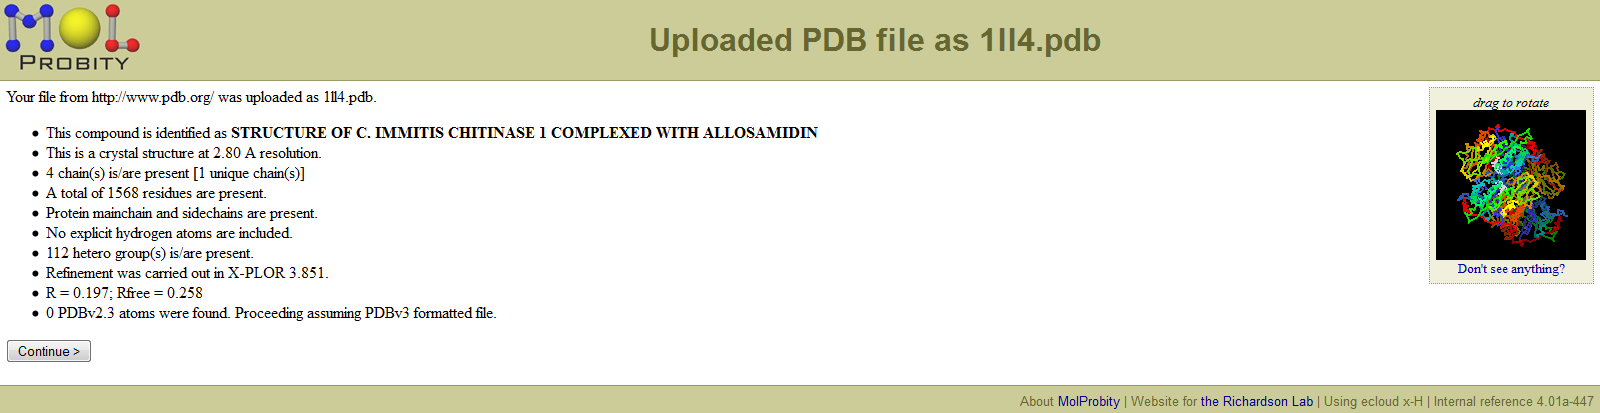 MOL
PROBITY
Uploaded PDB file as 1ll4.pdb
Your file from http://www.pdb.org/ was uploaded as 1ll4.pdb.
drag to rotate
• This compound is identified as STRUCTURE OF C. IMMITIS CHITINASE 1 COMPLEXED WITH ALLOSAMIDIN
• This is a crystal structure at 2.80 A resolution.
• 4 chain(s) is/are present [1 unique chain(s)]
• A total of 1568 residues are present.
• Protein mainchain and sidechains are present.
• No explicit hydrogen atoms are included.
• 112 hetero group(s) is/are present.
• Refinement was carried out in X-PLOR 3.851.
• R = 0.197; Rfree = 0.258
• 0 PDBv2.3 atoms were found. Proceeding assuming PDBv3 formatted file.
Don't see anything?
Continue >
About MolProbity | Website for the Richardson Lab | Using ecloud x-H | Internal reference 4.01a-447